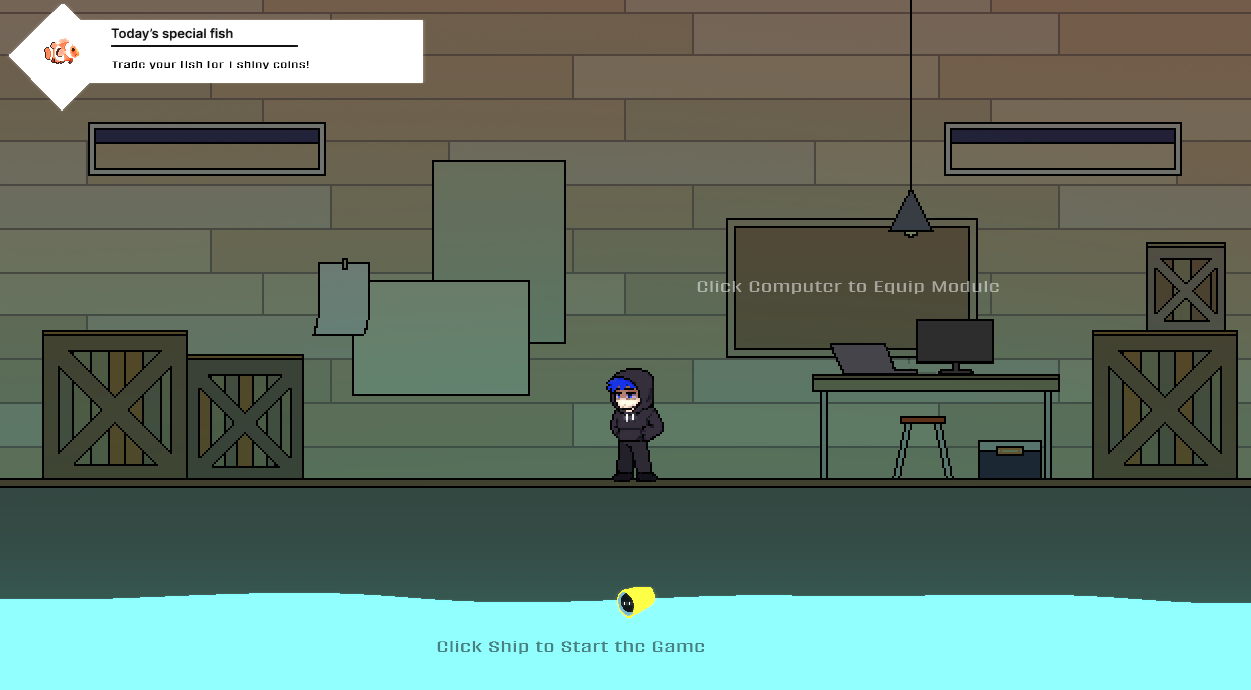 Today's special fish
Trade your fish for 1 shiny coins!
Click Computer to Equip Module
Click Ship to Start the Game